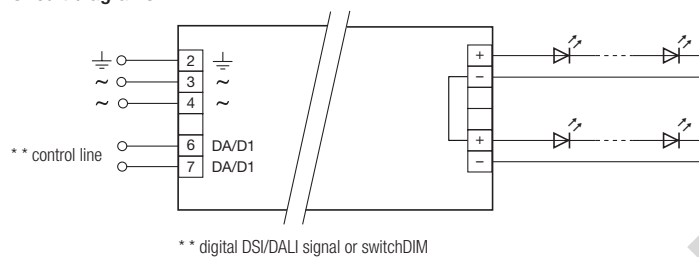 2
3
~ 4 ~
~ ~
6 DA/D1
* * control line
7 DA/D1
+
−
+
−
* * digital DSI/DALI signal or switchDIM